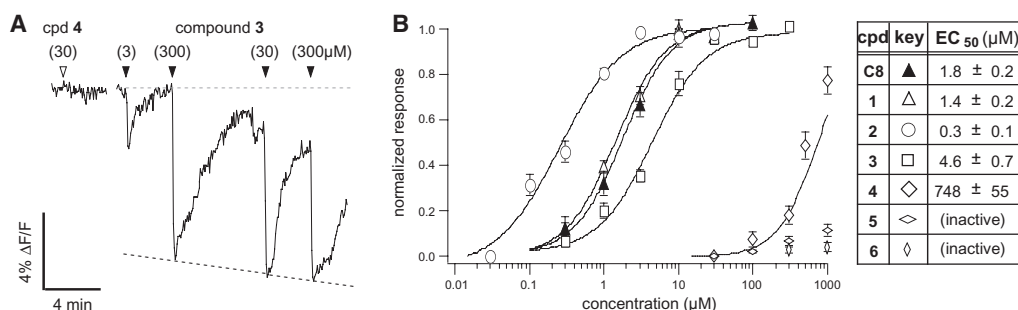 A
cpd 4
compound 3
(30) (3) (300) (30) (300µM)
4% ΔF/F
4 min
B
normalized response
1.0
0.8
0.6
0.4
0.2
0.0
0.01 0.1 1 10 100 1000
concentration (µM)
cpd key EC 50 (µM)
C8 1.8 ± 0.2
1 1.4 ± 0.2
2 0.3 ± 0.1
3 4.6 ± 0.7
4 748 ± 55
5 (inactive)
6 (inactive)